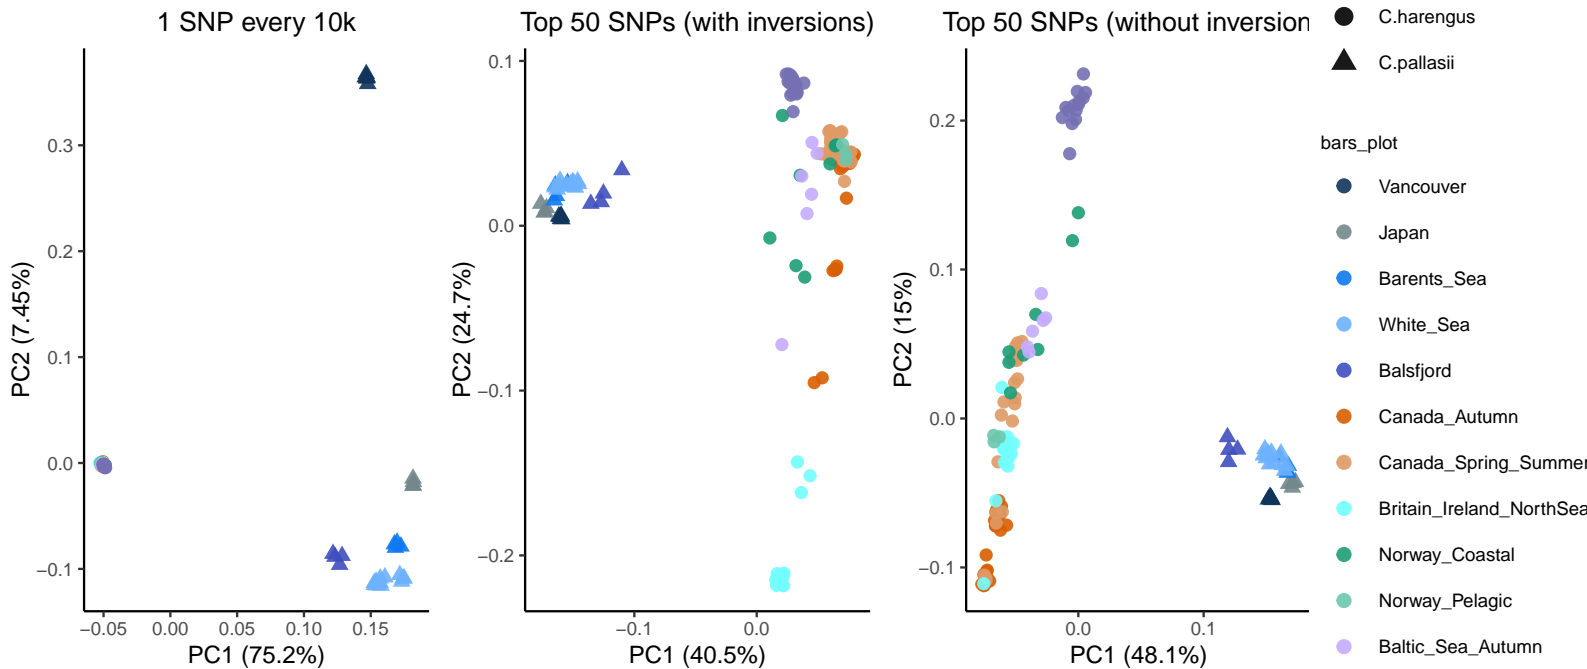 1 SNP every 10k
PC2 (7.45%)
0.3
0.2
0.1
0.0
−0.1
−0.05
0.00
0.05
0.10
0.15
PC1 (75.2%)
Top 50 SNPs (with inversions)
PC2 (24.7%)
0.1
0.0
−0.1
−0.2
−0.1
0.0
PC1 (40.5%)
Top 50 SNPs (without inversion
PC2 (15%)
0.2
0.1
0.0
−0.1
0.0
0.1
PC1 (48.1%)
C.harengus
C.pallasii
bars_plot
Vancouver
Japan
Barents_Sea
White_Sea
Balsfjord
Canada_Autumn
Canada_Spring_Summer
Britain_Ireland_NorthSea
Norway_Coastal
Norway_Pelagic
Baltic_Sea_Autumn